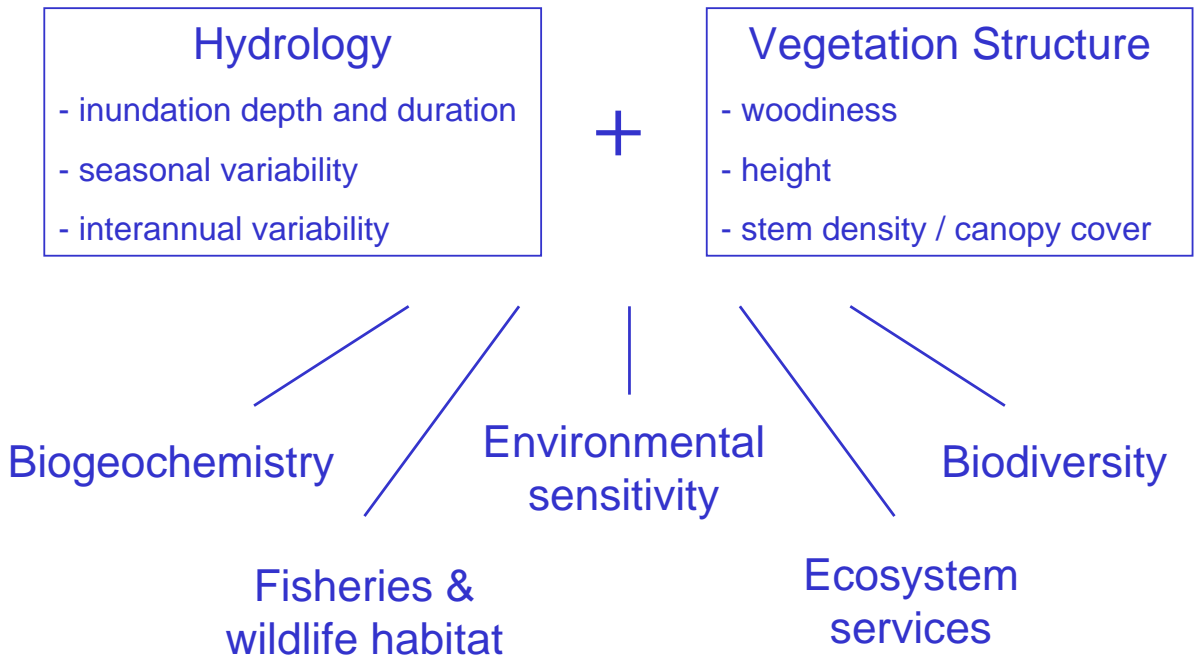 Hydrology
- inundation depth and duration
- seasonal variability
- interannual variability
+
Vegetation Structure
- woodiness
- height
- stem density / canopy cover
Biogeochemistry
Fisheries &
wildlife habitat
Environmental
sensitivity
Ecosystem
services
Biodiversity